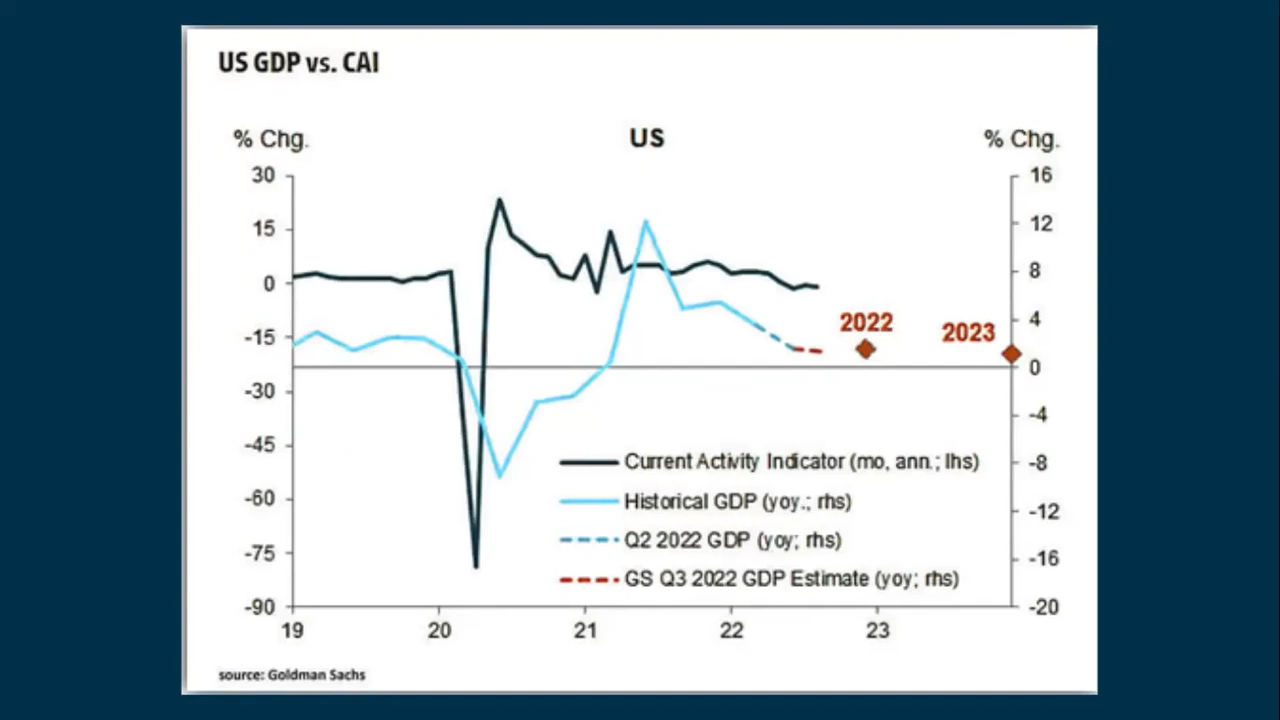 US GDP vs. CAI
% Chg.
US
% Chg.
30
15
0
-15
-30
-45
-60
-75
-90
16
12
8
4
0
-4
-8
-12
-16
-20
2022
2023
Current Activity Indicator (mo, ann.; lhs)
Historical GDP (yoy.; rhs)
Q2 2022 GDP (yoy; rhs)
GS Q3 2022 GDP Estimate (yoy; rhs)
19 20 21 22 23
source: Goldman Sachs